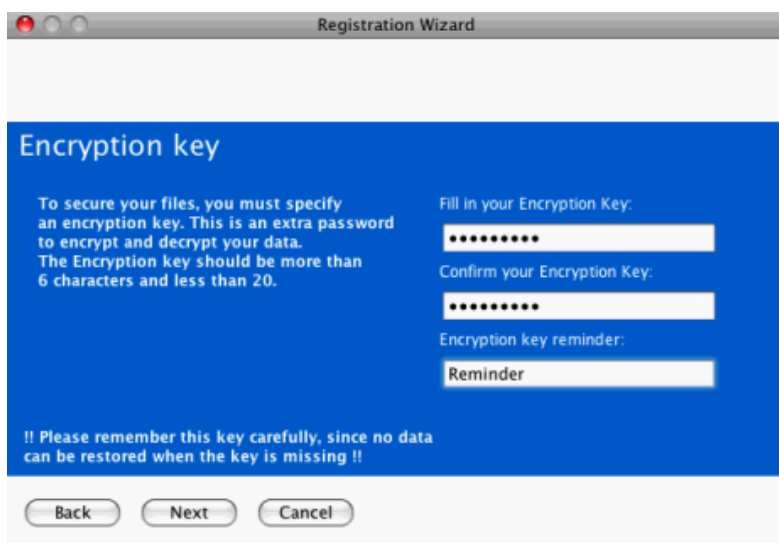 Registration Wizard
Encryption key
To secure your files, you must specify
an encryption key. This is an extra password
to encrypt and decrypt your data.
The Encryption key should be more than
6 characters and less than 20.
Fill in your Encryption Key:
•••••••••
Confirm your Encryption Key:
•••••••••
Encryption key reminder:
Reminder
!! Please remember this key carefully, since no data
can be restored when the key is missing !!
Back Next Cancel